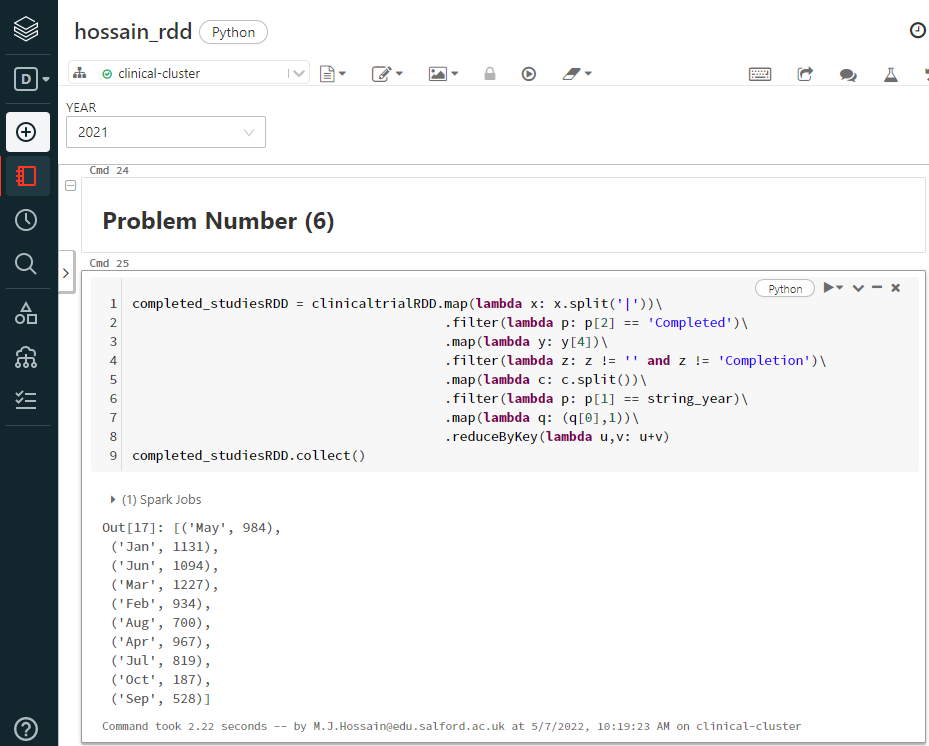 hossain_rdd Python
D clinical-cluster
YEAR
2021
Cmd 24
Problem Number (6)
Cmd 25
Python
1 completed_studiesRDD = clinicaltrialRDD.map(lambda x: x.split('|'))\
2 .filter(lambda p: p[2] == 'Completed')\
3 .map(lambda y: y[4])\
4 .filter(lambda z: z != '' and z != 'Completion')\
5 .map(lambda c: c.split())\
6 .filter(lambda p: p[1] == string_year)\
7 .map(lambda q: (q[0],1))\
8 .reduceByKey(lambda u,v: u+v)
9 completed_studiesRDD.collect()
(1) Spark Jobs
Out[17]: [('May', 984),
('Jan', 1131),
('Jun', 1094),
('Mar', 1227),
('Feb', 934),
('Aug', 700),
('Apr', 967),
('Jul', 819),
('Oct', 187),
('Sep', 528)]
Command took 2.22 seconds -- by M.J.Hossain@edu.salford.ac.uk at 5/7/2022, 10:19:23 AM on clinical-cluster